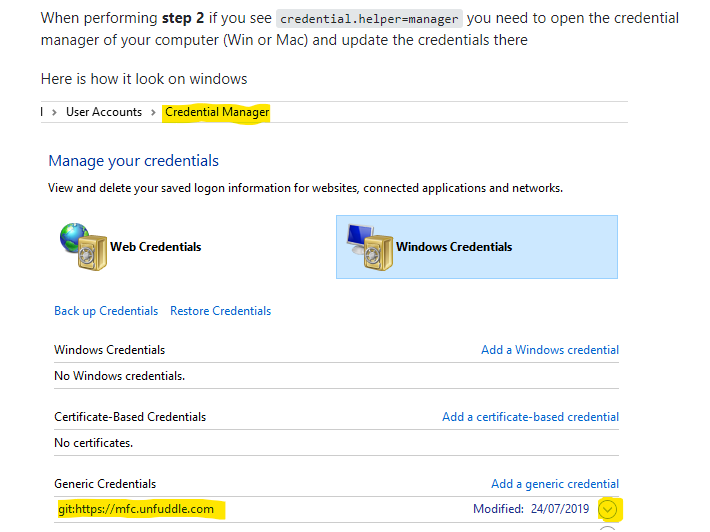 When performing step 2 if you see credential.helper=manager you need to open the credential
manager of your computer (Win or Mac) and update the credentials there
Here is how it look on windows
User Accounts > Credential Manager
Manage your credentials
View and delete your saved logon information for websites, connected applications and networks.
Web Credentials
Windows Credentials
Back up Credentials Restore Credentials
Windows Credentials Add a Windows credential
No Windows credentials.
Certificate-Based Credentials Add a certificate-based credential
No certificates.
Generic Credentials Add a generic credential
git:https://mfc.unfuddle.com Modified: 24/07/2019